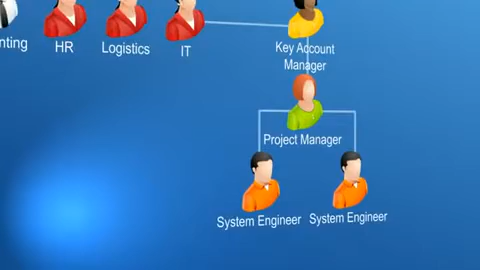 nting
HR
Logistics
IT
Key Account
Manager
Project Manager
System Engineer
System Engineer